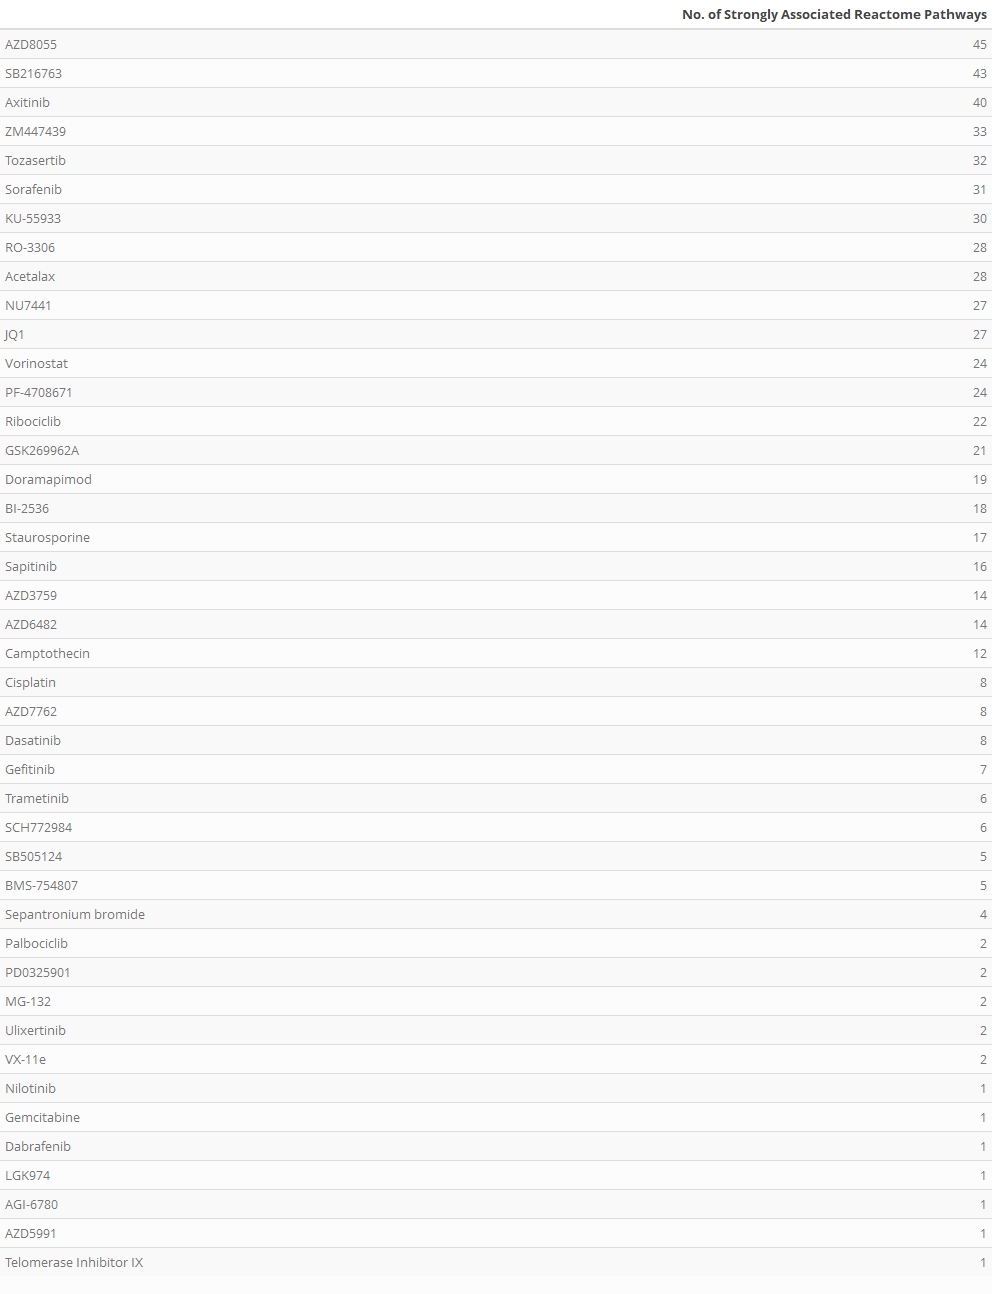 No. of Strongly Associated Reactome Pathways
AZD8055 45
SB216763 43
Axitinib 40
ZM447439 33
Tozasertib 32
Sorafenib 31
KU-55933 30
RO-3306 28
Acetalax 28
NU7441 27
JQ1 27
Vorinostat 24
PF-4708671 24
Ribociclib 22
GSK269962A 21
Doramapimod 19
BI-2536 18
Staurosporine 17
Sapitinib 16
AZD3759 14
AZD6482 14
Camptothecin 12
Cisplatin 8
AZD7762 8
Dasatinib 8
Gefitinib 7
Trametinib 6
SCH772984 6
SB505124 5
BMS-754807 5
Sepantronium bromide 4
Palbociclib 2
PD0325901 2
MG-132 2
Ulixertinib 2
VX-11e 2
Nilotinib 1
Gemcitabine 1
Dabrafenib 1
LGK974 1
AGI-6780 1
AZD5991 1
Telomerase Inhibitor IX 1